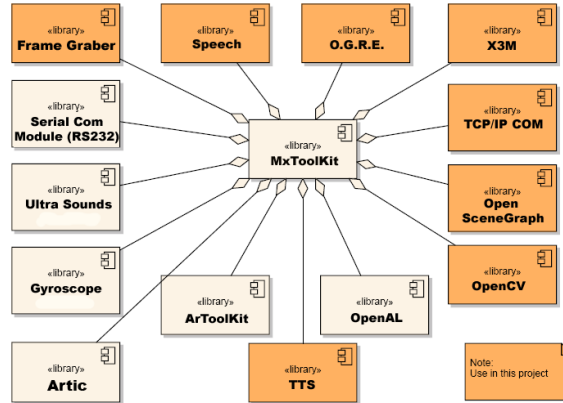 «library»
Frame Graber
«library»
Speech
«library»
O.G.R.E.
«library»
X3M
«library»
Serial Com
Module (RS232)
«library»
MxToolKit
«library»
TCP/IP COM
«library»
Ultra Sounds
«library»
Open
SceneGraph
«library»
Gyroscope
«library»
ArToolKit
«library»
OpenAL
«library»
OpenCV
«library»
Artic
«library»
TTS
Note:
Use in this project